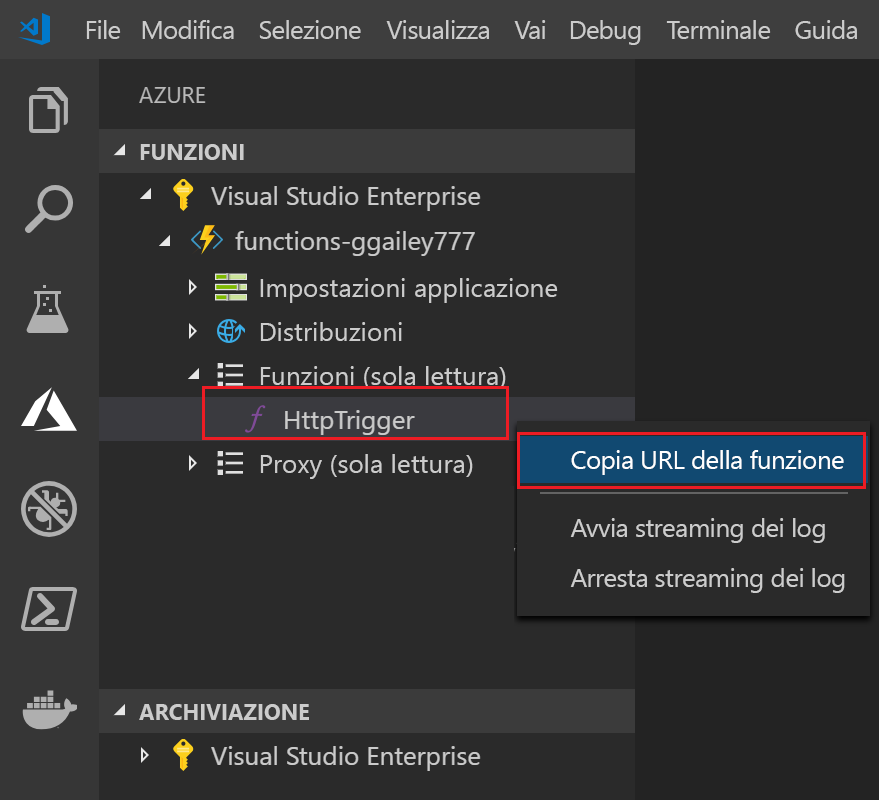 File Modifica Selezione Visualizza Vai Debug Terminale Guida
AZURE
FUNZIONI
Visual Studio Enterprise
functions-ggailey777
Impostazioni applicazione
Distribuzioni
Funzioni (sola lettura)
HttpTrigger
Proxy (sola lettura)
Copia URL della funzione
Avvia streaming dei log
Arresta streaming dei log
ARCHIVIAZIONE
Visual Studio Enterprise